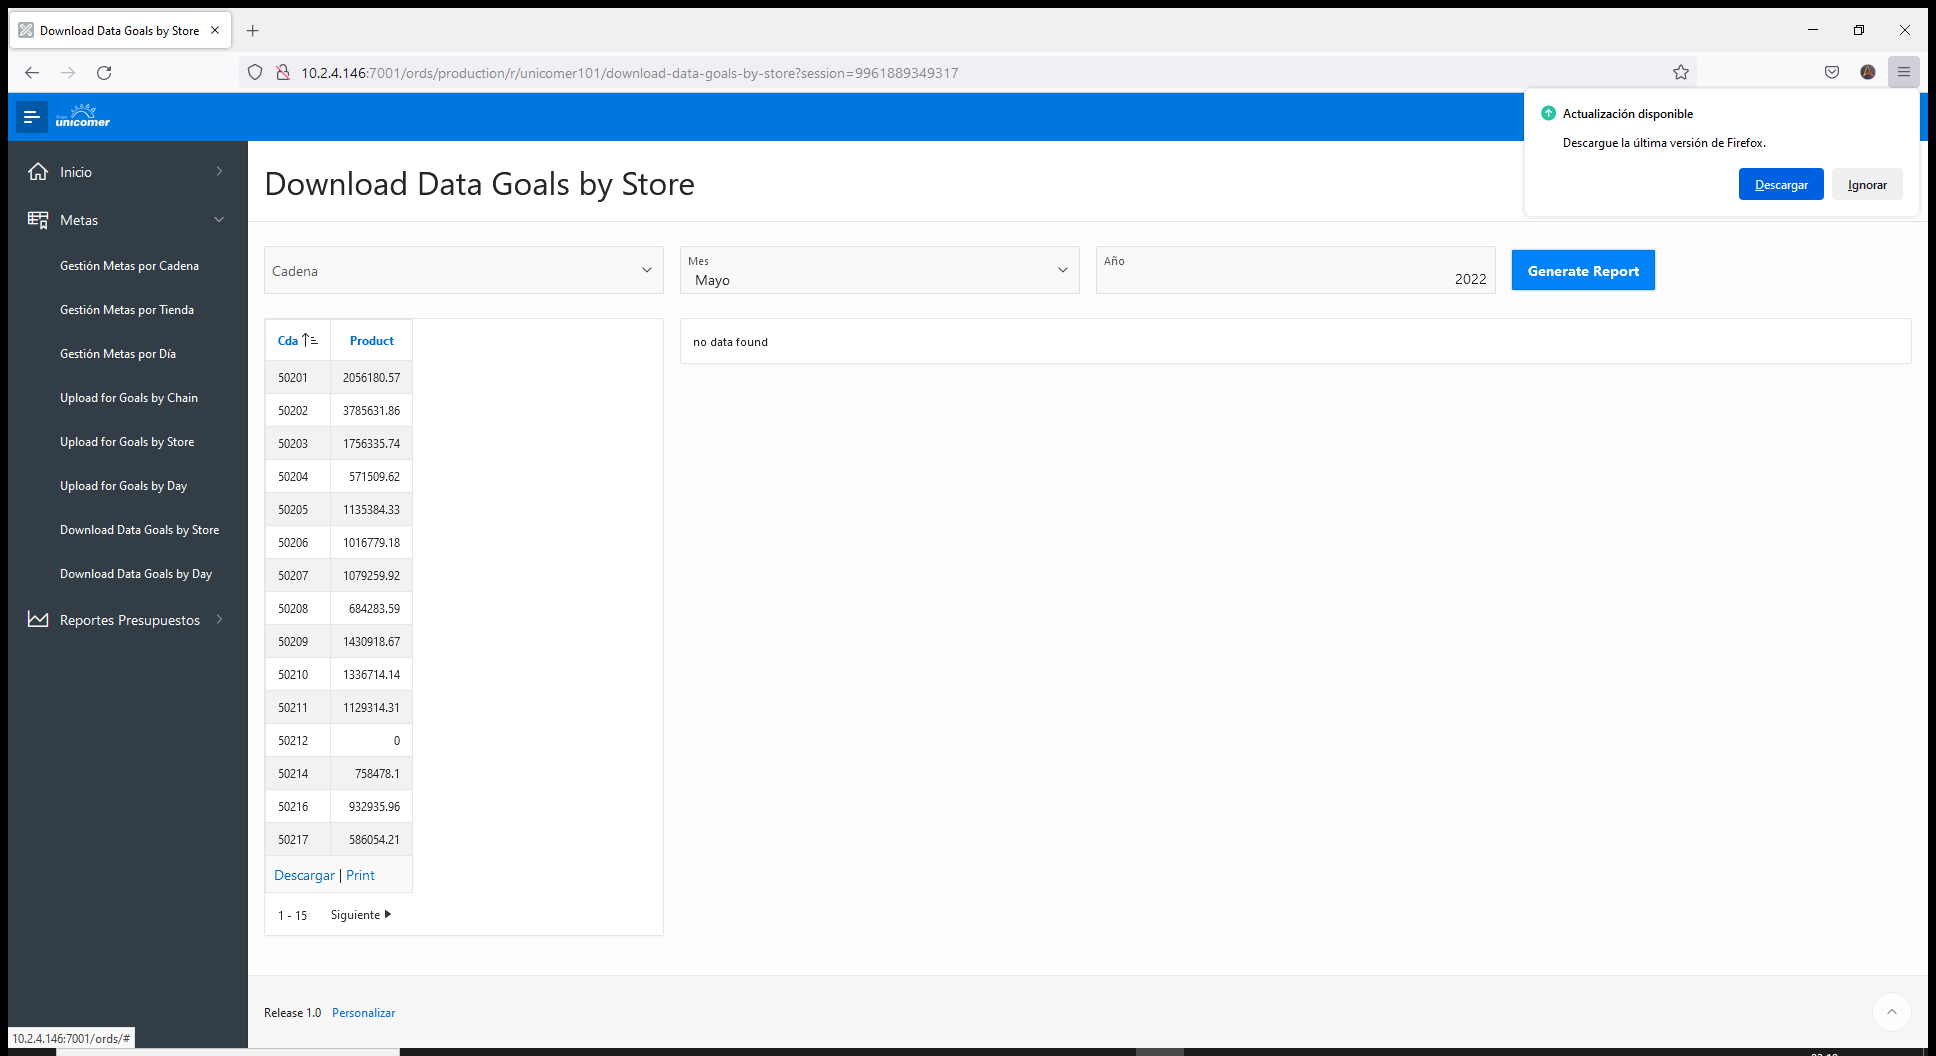 Download Data Goals by Store
10.2.4.146:7001/ords/production/r/unicomer101/download-data-goals-by-store?session=9961889349317
unicomer
Actualización disponible
Descargue la última versión de Firefox.
Descargar
Ignorar
Inicio
Metas
Gestión Metas por Cadena
Gestión Metas por Tienda
Gestión Metas por Día
Upload for Goals by Chain
Upload for Goals by Store
Upload for Goals by Day
Download Data Goals by Store
Download Data Goals by Day
Reportes Presupuestos
Download Data Goals by Store
Cadena
Mes
Mayo
Año
2022
Generate Report
Cda Product
50201 2056180.57
50202 3785631.86
50203 1756335.74
50204 571509.62
50205 1135384.33
50206 1016779.18
50207 1079259.92
50208 684283.59
50209 1430918.67
50210 1336714.14
50211 1129314.31
50212 0
50214 758478.1
50216 932935.96
50217 586054.21
Descargar | Print
1 - 15 Siguiente
no data found
Release 1.0 Personalizar
10.2.4.146:7001/ords/#